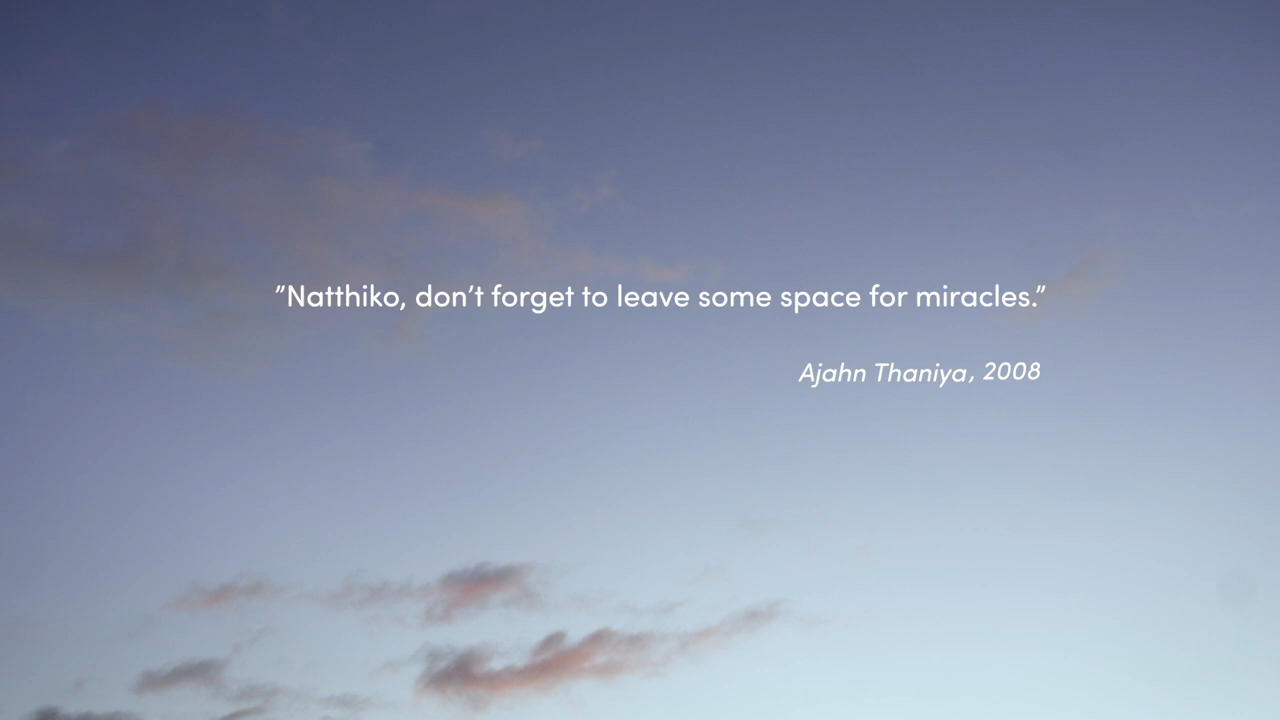 ”Natthiko, don’t forget to leave some space for miracles.”
Ajahn Thaniya, 2008